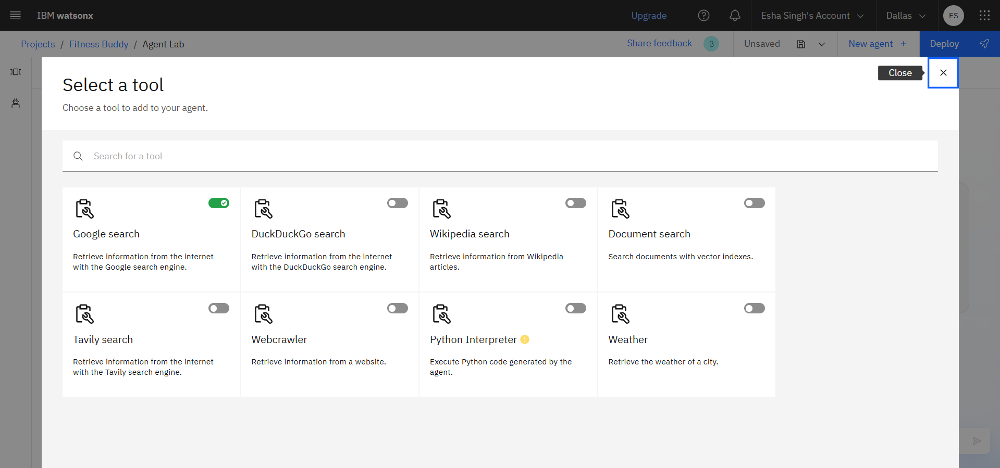 IBM watsonx
Upgrade
Esha Singh's Account
Dallas
ES
Projects / Fitness Buddy / Agent Lab
Share feedback
β
Unsaved
New agent +
Deploy
Close
Select a tool
Choose a tool to add to your agent.
Search for a tool
Google search
Retrieve information from the internet
with the Google search engine.
DuckDuckGo search
Retrieve information from the internet
with the DuckDuckGo search engine.
Wikipedia search
Retrieve information from Wikipedia
articles.
Document search
Search documents with vector indexes.
Tavily search
Retrieve information from the internet
with the Tavily search engine.
Webcrawler
Retrieve information from a website.
Python Interpreter
Execute Python code generated by the
agent.
Weather
Retrieve the weather of a city.